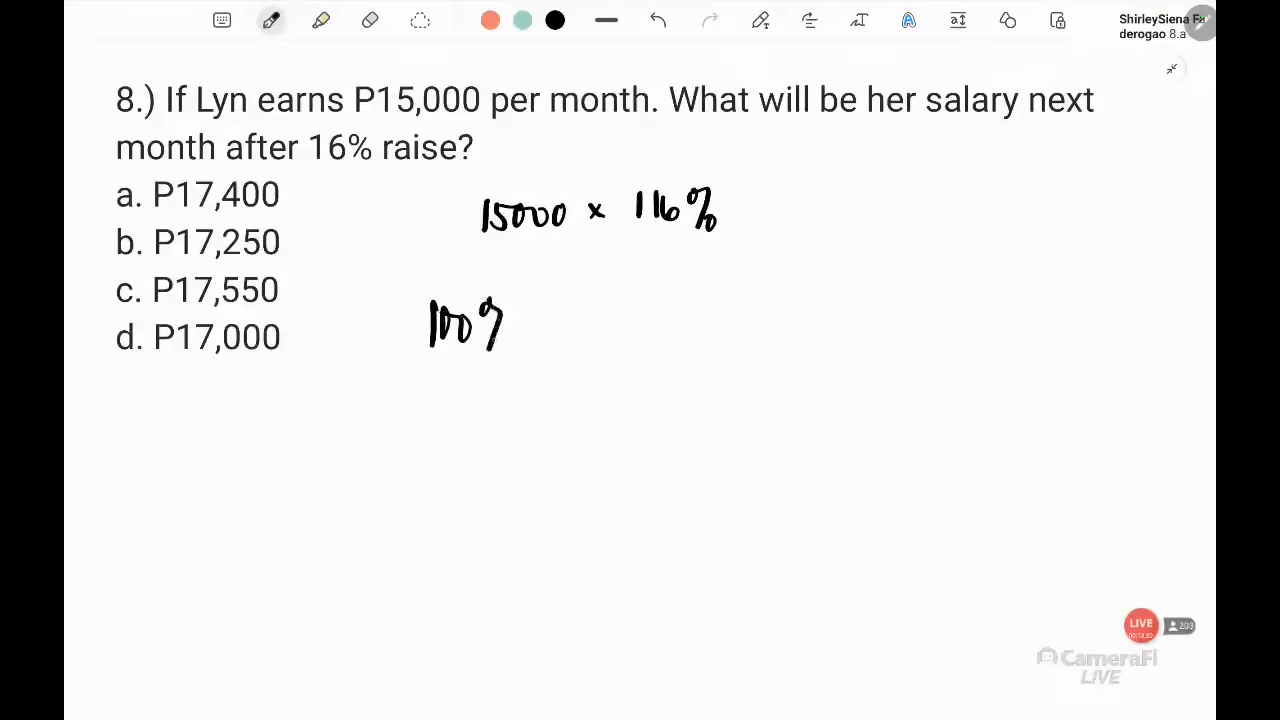 ShirleySiena F
derogao 8.a
8.) If Lyn earns P15,000 per month. What will be her salary next
month after 16% raise?
a. P17,400
15000 x 116%
b. P17,250
c. P17,550
100%
d. P17,000
LIVE
203
CameraFi
LIVE